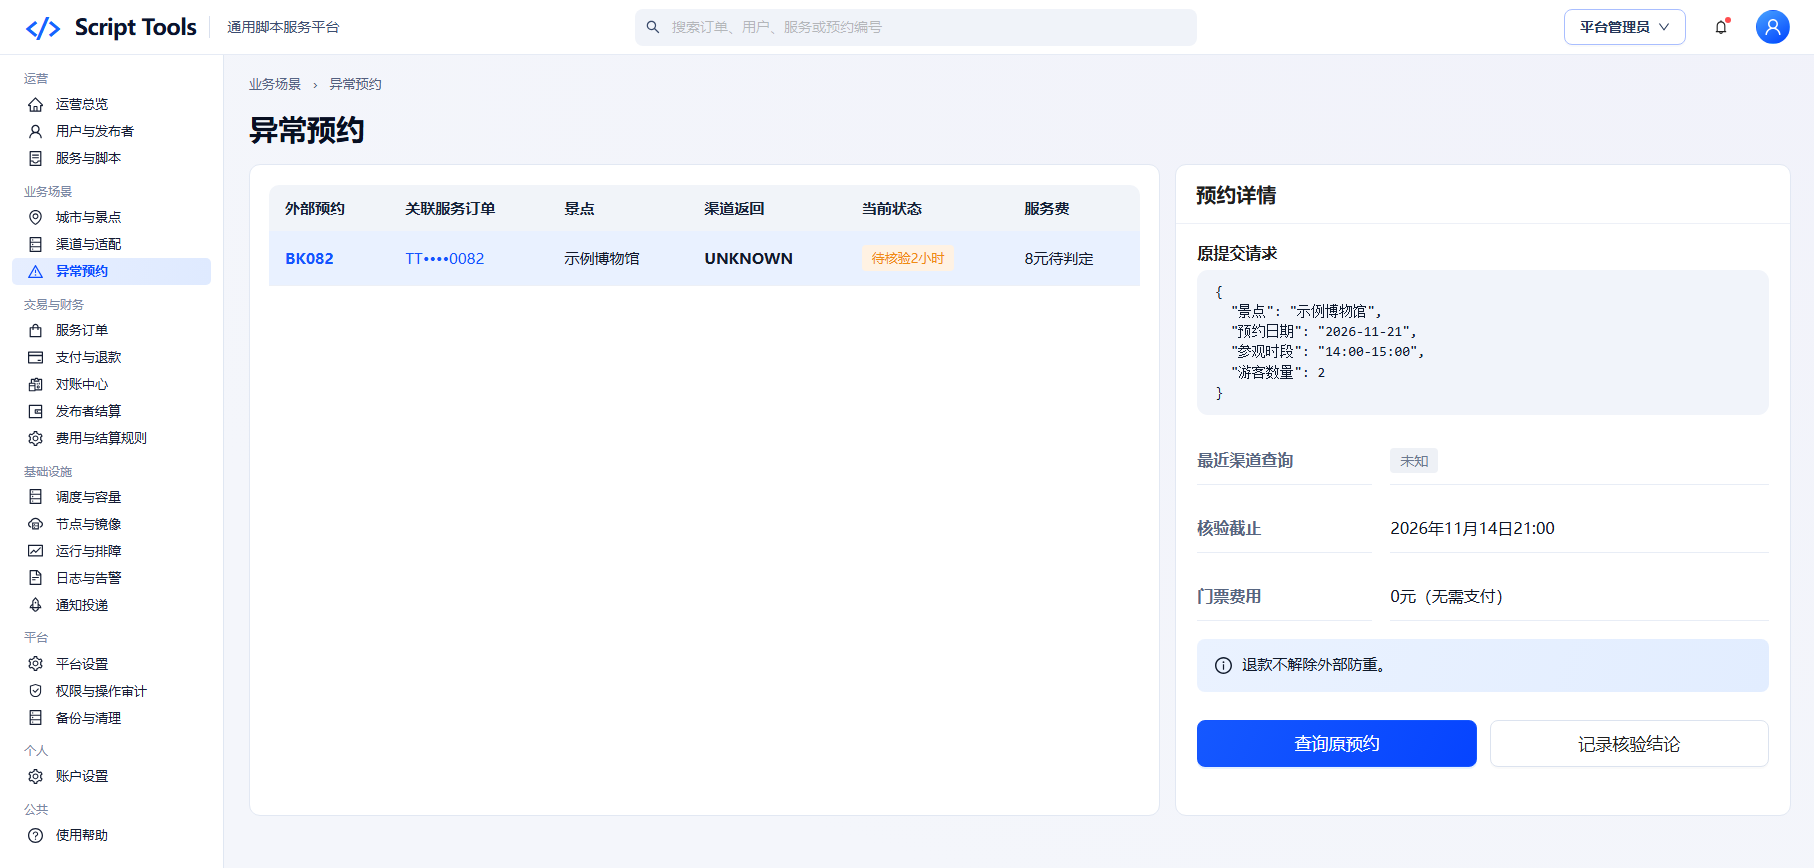 Script Tools
通用脚本服务平台
搜索订单、用户、服务或预约编号
平台管理员
运营
运营总览
用户与发布者
服务与脚本
业务场景
城市与景点
渠道与适配
异常预约
交易与财务
服务订单
支付与退款
对账中心
发布者结算
费用与结算规则
基础设施
调度与容量
节点与镜像
运行与排障
日志与告警
通知投递
平台
平台设置
权限与操作审计
备份与清理
个人
账户设置
公共
使用帮助
业务场景 › 异常预约
异常预约
外部预约 关联服务订单 景点 渠道返回 当前状态 服务费
BK082 TT••••0082 示例博物馆 UNKNOWN 待核验2小时 8元待判定
预约详情
原提交请求
{
"景点": "示例博物馆",
"预约日期": "2026-11-21",
"参观时段": "14:00-15:00",
"游客数量": 2
}
最近渠道查询 未知
核验截止 2026年11月14日21:00
门票费用 0元（无需支付）
退款不解除外部防重。
查询原预约 记录核验结论